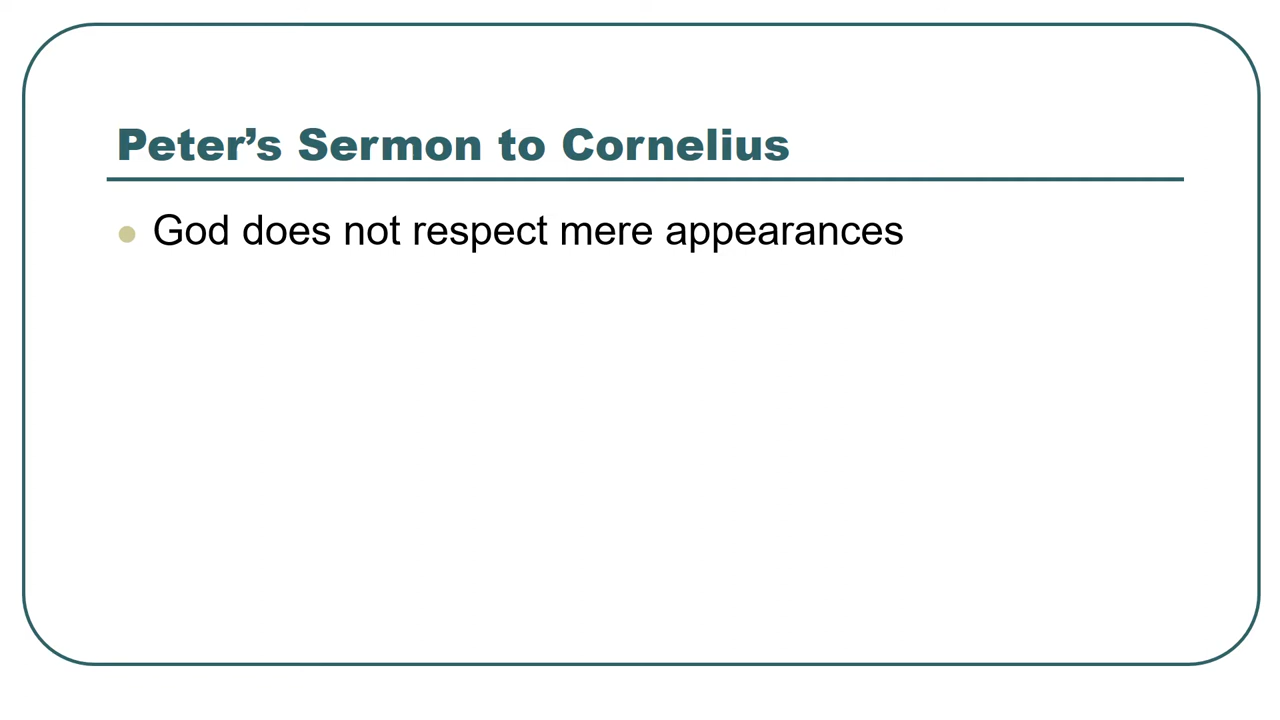 Peter’s Sermon to Cornelius
God does not respect mere appearances